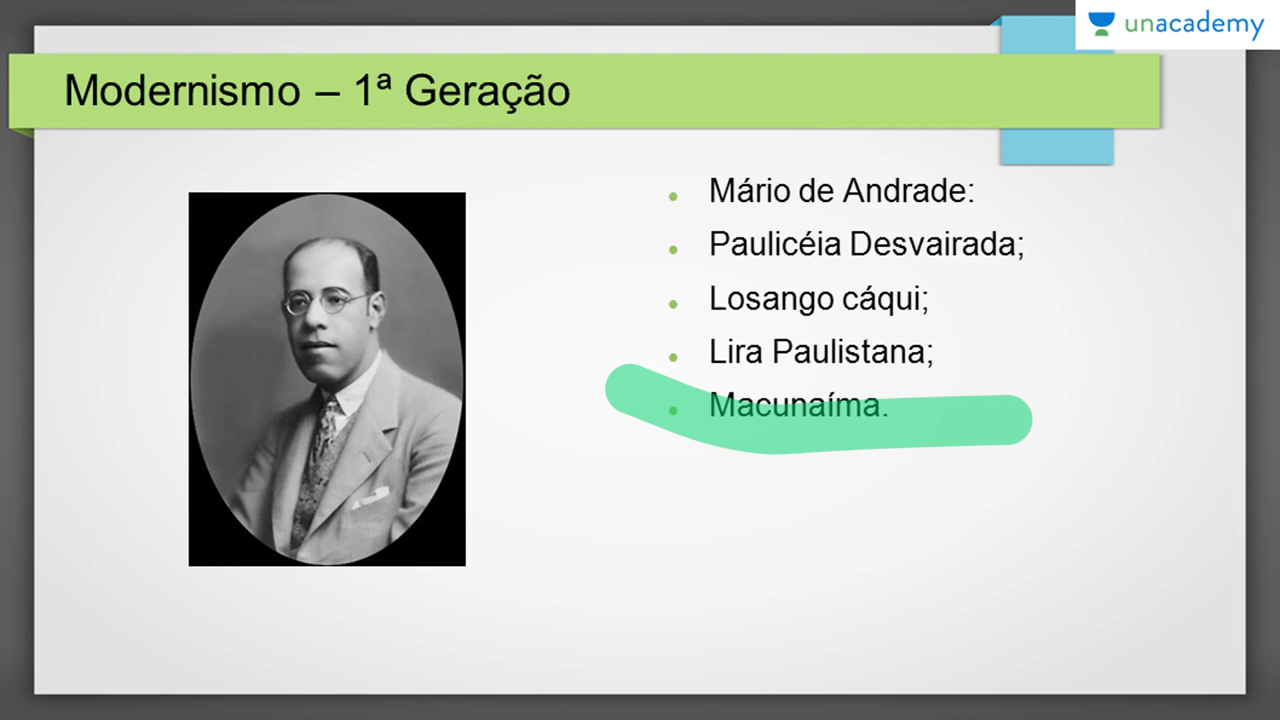 unacademy
Modernismo – 1ª Geração
Mário de Andrade:
Paulicéia Desvairada;
Losango cáqui;
Lira Paulistana;
Macunaíma.